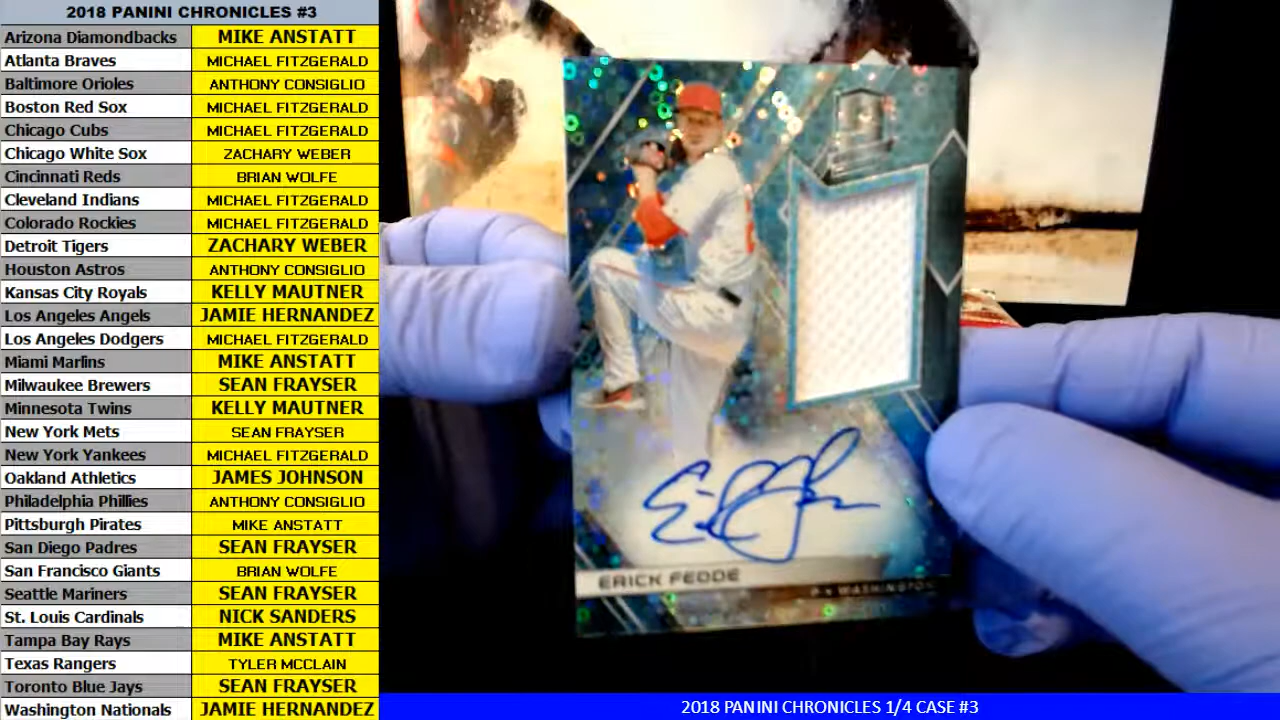 2018 PANINI CHRONICLES #3
Arizona Diamondbacks MIKE ANSTATT
Atlanta Braves MICHAEL FITZGERALD
Baltimore Orioles ANTHONY CONSIGLIO
Boston Red Sox MICHAEL FITZGERALD
Chicago Cubs MICHAEL FITZGERALD
Chicago White Sox ZACHARY WEBER
Cincinnati Reds BRIAN WOLFE
Cleveland Indians MICHAEL FITZGERALD
Colorado Rockies MICHAEL FITZGERALD
Detroit Tigers ZACHARY WEBER
Houston Astros ANTHONY CONSIGLIO
Kansas City Royals KELLY MAUTNER
Los Angeles Angels JAMIE HERNANDEZ
Los Angeles Dodgers MICHAEL FITZGERALD
Miami Marlins MIKE ANSTATT
Milwaukee Brewers SEAN FRAYSER
Minnesota Twins KELLY MAUTNER
New York Mets SEAN FRAYSER
New York Yankees MICHAEL FITZGERALD
Oakland Athletics JAMES JOHNSON
Philadelphia Phillies ANTHONY CONSIGLIO
Pittsburgh Pirates MIKE ANSTATT
San Diego Padres SEAN FRAYSER
San Francisco Giants BRIAN WOLFE
Seattle Mariners SEAN FRAYSER
St. Louis Cardinals NICK SANDERS
Tampa Bay Rays MIKE ANSTATT
Texas Rangers TYLER MCCLAIN
Toronto Blue Jays SEAN FRAYSER
Washington Nationals JAMIE HERNANDEZ
ERICK FEDDE
P • WASHINGTON
2018 PANINI CHRONICLES 1/4 CASE #3